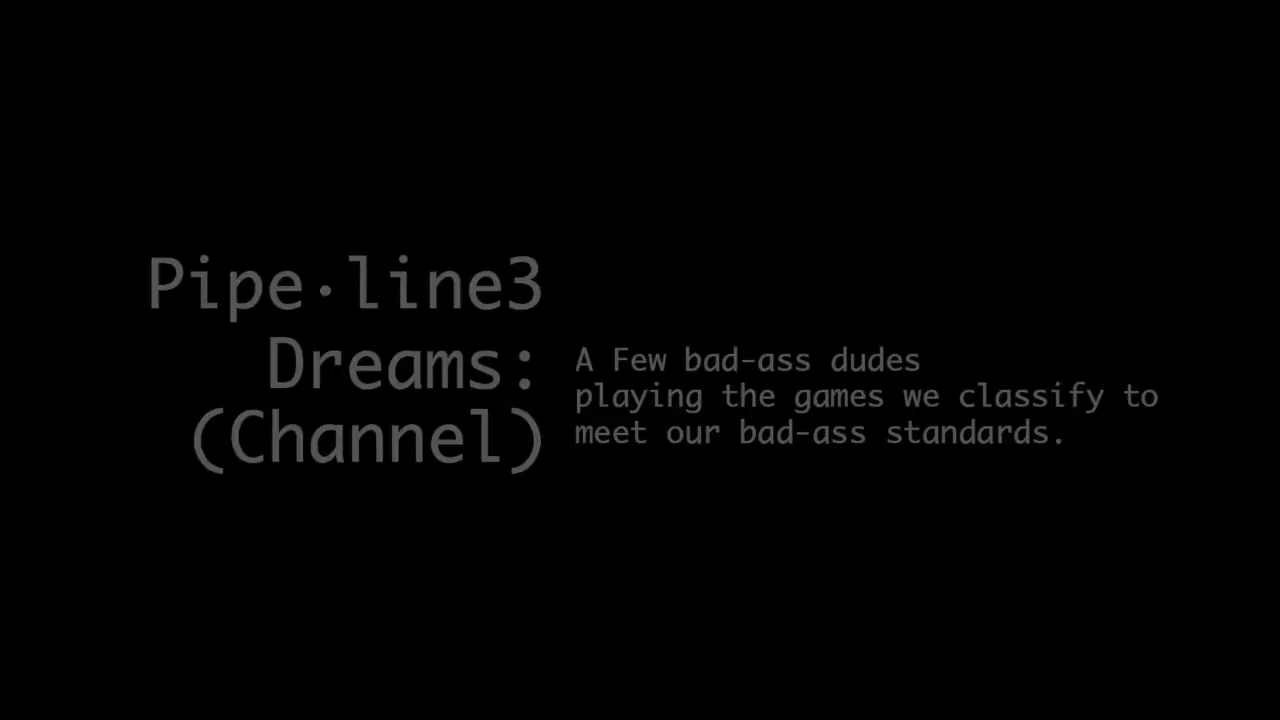 Pipe·line3
Dreams:
(Channel)
A Few bad-ass dudes
playing the games we classify to
meet our bad-ass standards.